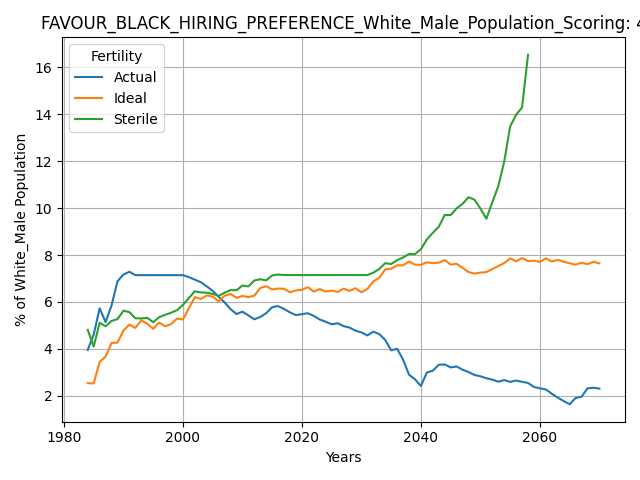 FAVOUR_BLACK_HIRING_PREFERENCE_White_Male_Population_Scoring: 4
Fertility
Actual
Ideal
Sterile
% of White_Male Population
16
14
12
10
8
6
4
2
1980 2000 2020 2040 2060
Years